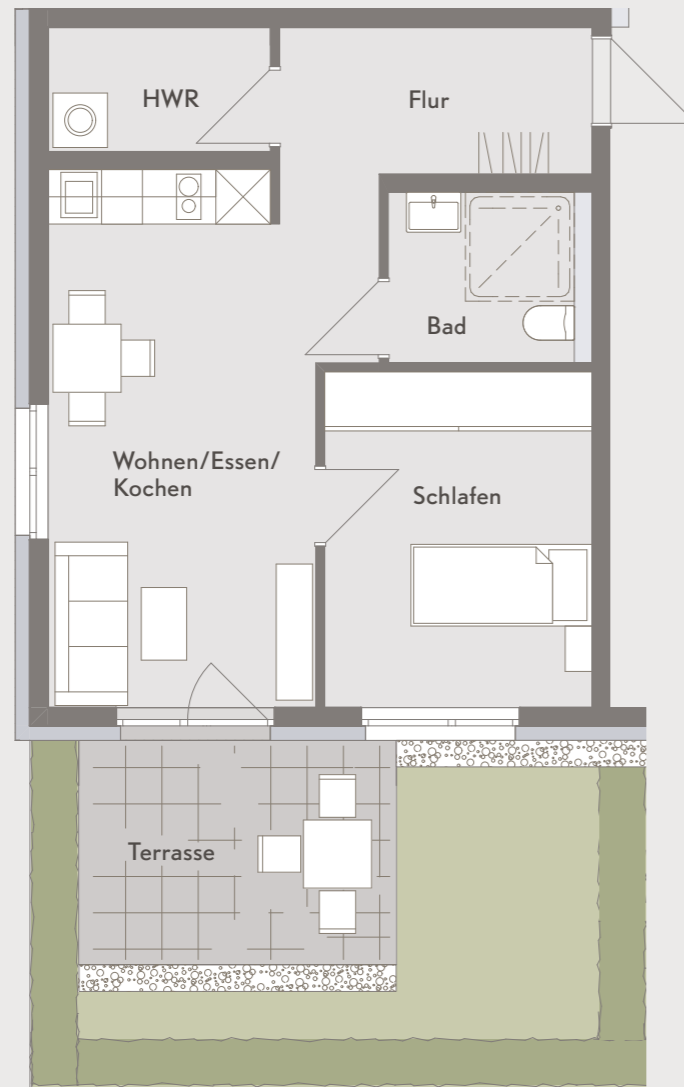 HWR
Flur
Bad
Wohnen/Essen/
Kochen
Schlafen
Terrasse